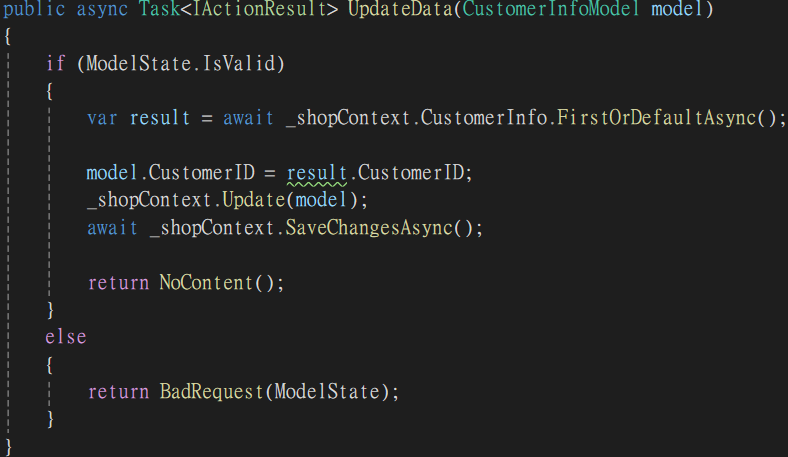 public async Task<IActionResult> UpdateData(CustomerInfoModel model)
{
if (ModelState.IsValid)
{
var result = await _shopContext.CustomerInfo.FirstOrDefaultAsync();
model.CustomerID = result.CustomerID;
_shopContext.Update(model);
await _shopContext.SaveChangesAsync();
return NoContent();
}
else
{
return BadRequest(ModelState);
}
}